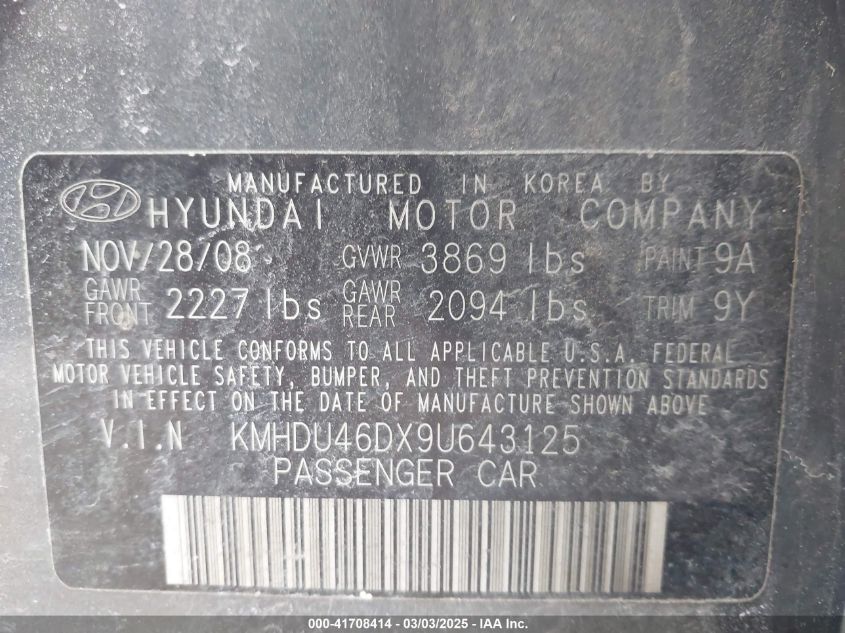 MANUFACTURED IN KOREA BY
HYUNDAI MOTOR COMPANY
NOV/28/08 GVWR 3869 lbs PAINT 9A
GAWR FRONT 2227 lbs GAWR REAR 2094 lbs TRIM 9Y
THIS VEHICLE CONFORMS TO ALL APPLICABLE U.S.A. FEDERAL
MOTOR VEHICLE SAFETY, BUMPER, AND THEFT PREVENTION STANDARDS
IN EFFECT ON THE DATE OF MANUFACTURE SHOWN ABOVE
V.I.N KMHDU46DX9U643125
PASSENGER CAR
000-41708414 - 03/03/2025 - IAA Inc.